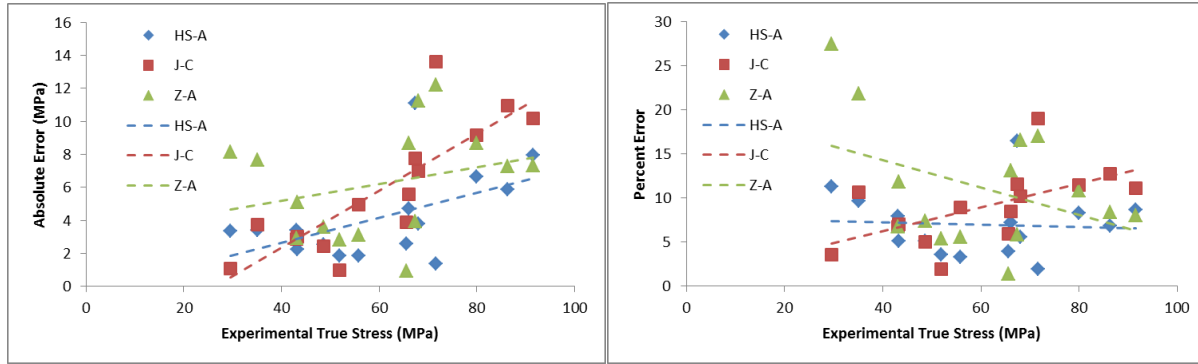 Absolute Error (MPa)
16
14
12
10
8
6
4
2
0
HS-A
J-C
Z-A
HS-A
J-C
Z-A
0
20
40
60
80
100
Experimental True Stress (MPa)
Percent Error
30
25
20
15
10
5
0
HS-A
J-C
Z-A
HS-A
J-C
Z-A
0
20
40
60
80
100
Experimental True Stress (MPa)